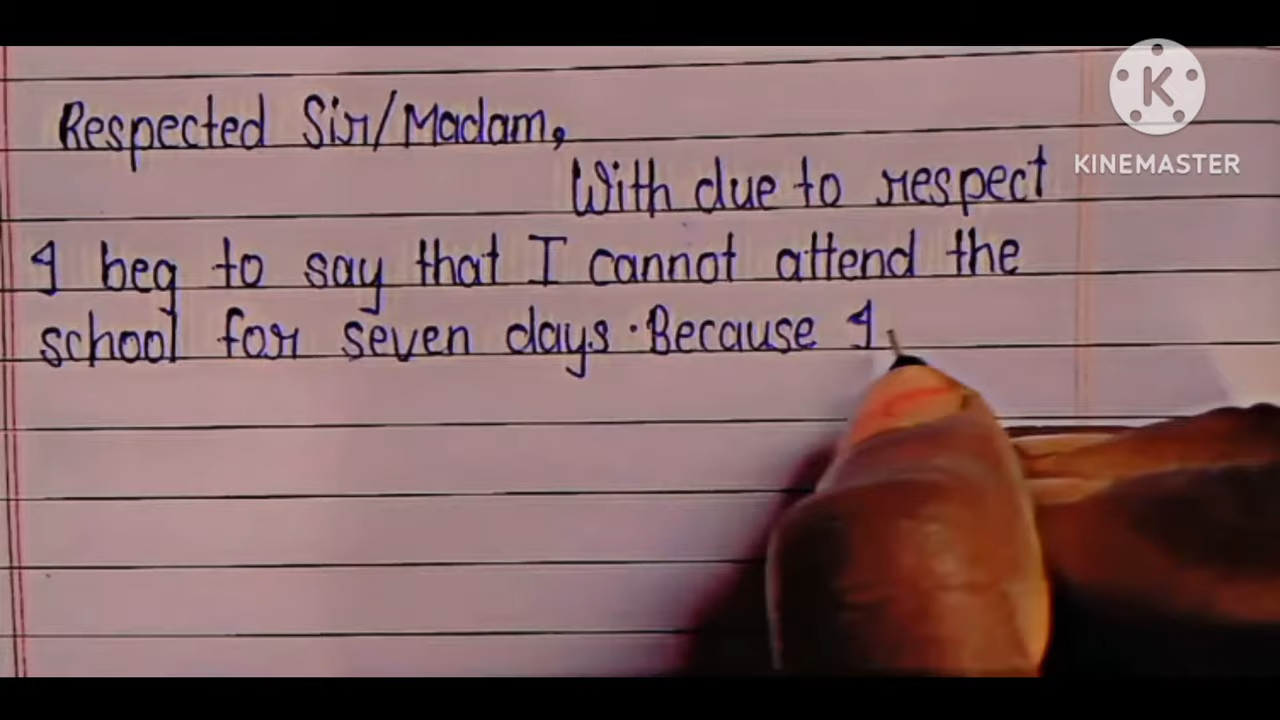 Respected Sir/Madam,
With due to respect
I beg to say that I cannot attend the
school for seven days. Because I
K
KINEMASTER